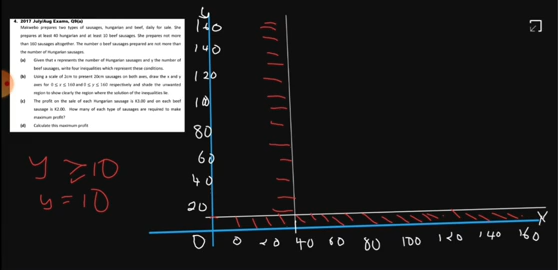 4. 2017 July/Aug Exams, Q9(a)
Matseeko prepares two types of sausages, hungarian and beef, daily for sale. She
prepares at least 40 hungarian and at least 10 beef sausages. She prepares not more
than 160 sausages altogether. The number of beef sausages prepared are not more than
the number of Hungarian sausages.
(a) Given that x represents the number of Hungarian sausages and y the number of
beef sausages, write four inequalities which represent these conditions.
(b) Using a scale of 2cm to present 20cm sausages on both axes, draw the x and y
axes for 0 ≤ x ≤ 160 and 0 ≤ y ≤ 160 respectively and shade the unwanted
region to show clearly the region where the solution of the inequalities lie.
(c) The profit on the sale of each hungarian sausage is K3.00 and on each beef
sausage is K2.00. How many of each type of sausages are required to make
maximum profit?
(d) Calculate this maximum profit
y ≥ 10
y = 10
140
120
100
80
60
40
20
X
0 0 20 40 60 80 100 120 140 160